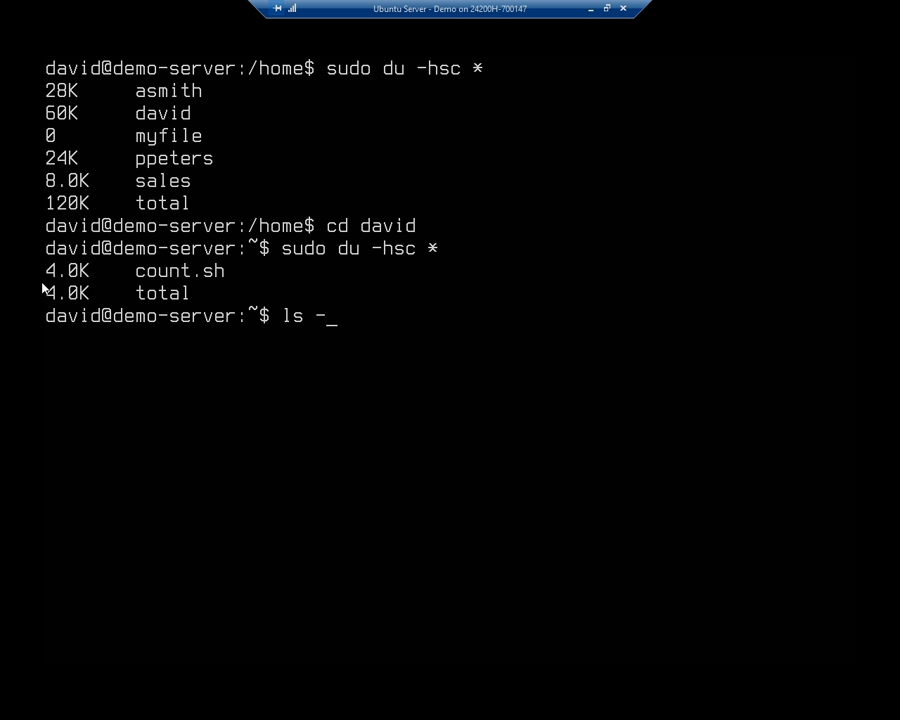 Ubuntu Server - Demo on 24200H-700147
david@demo-server:/home$ sudo du -hsc *
28K asmith
60K david
0 myfile
24K ppeters
8.0K sales
120K total
david@demo-server:/home$ cd david
david@demo-server:~$ sudo du -hsc *
4.0K count.sh
4.0K total
david@demo-server:~$ ls -_